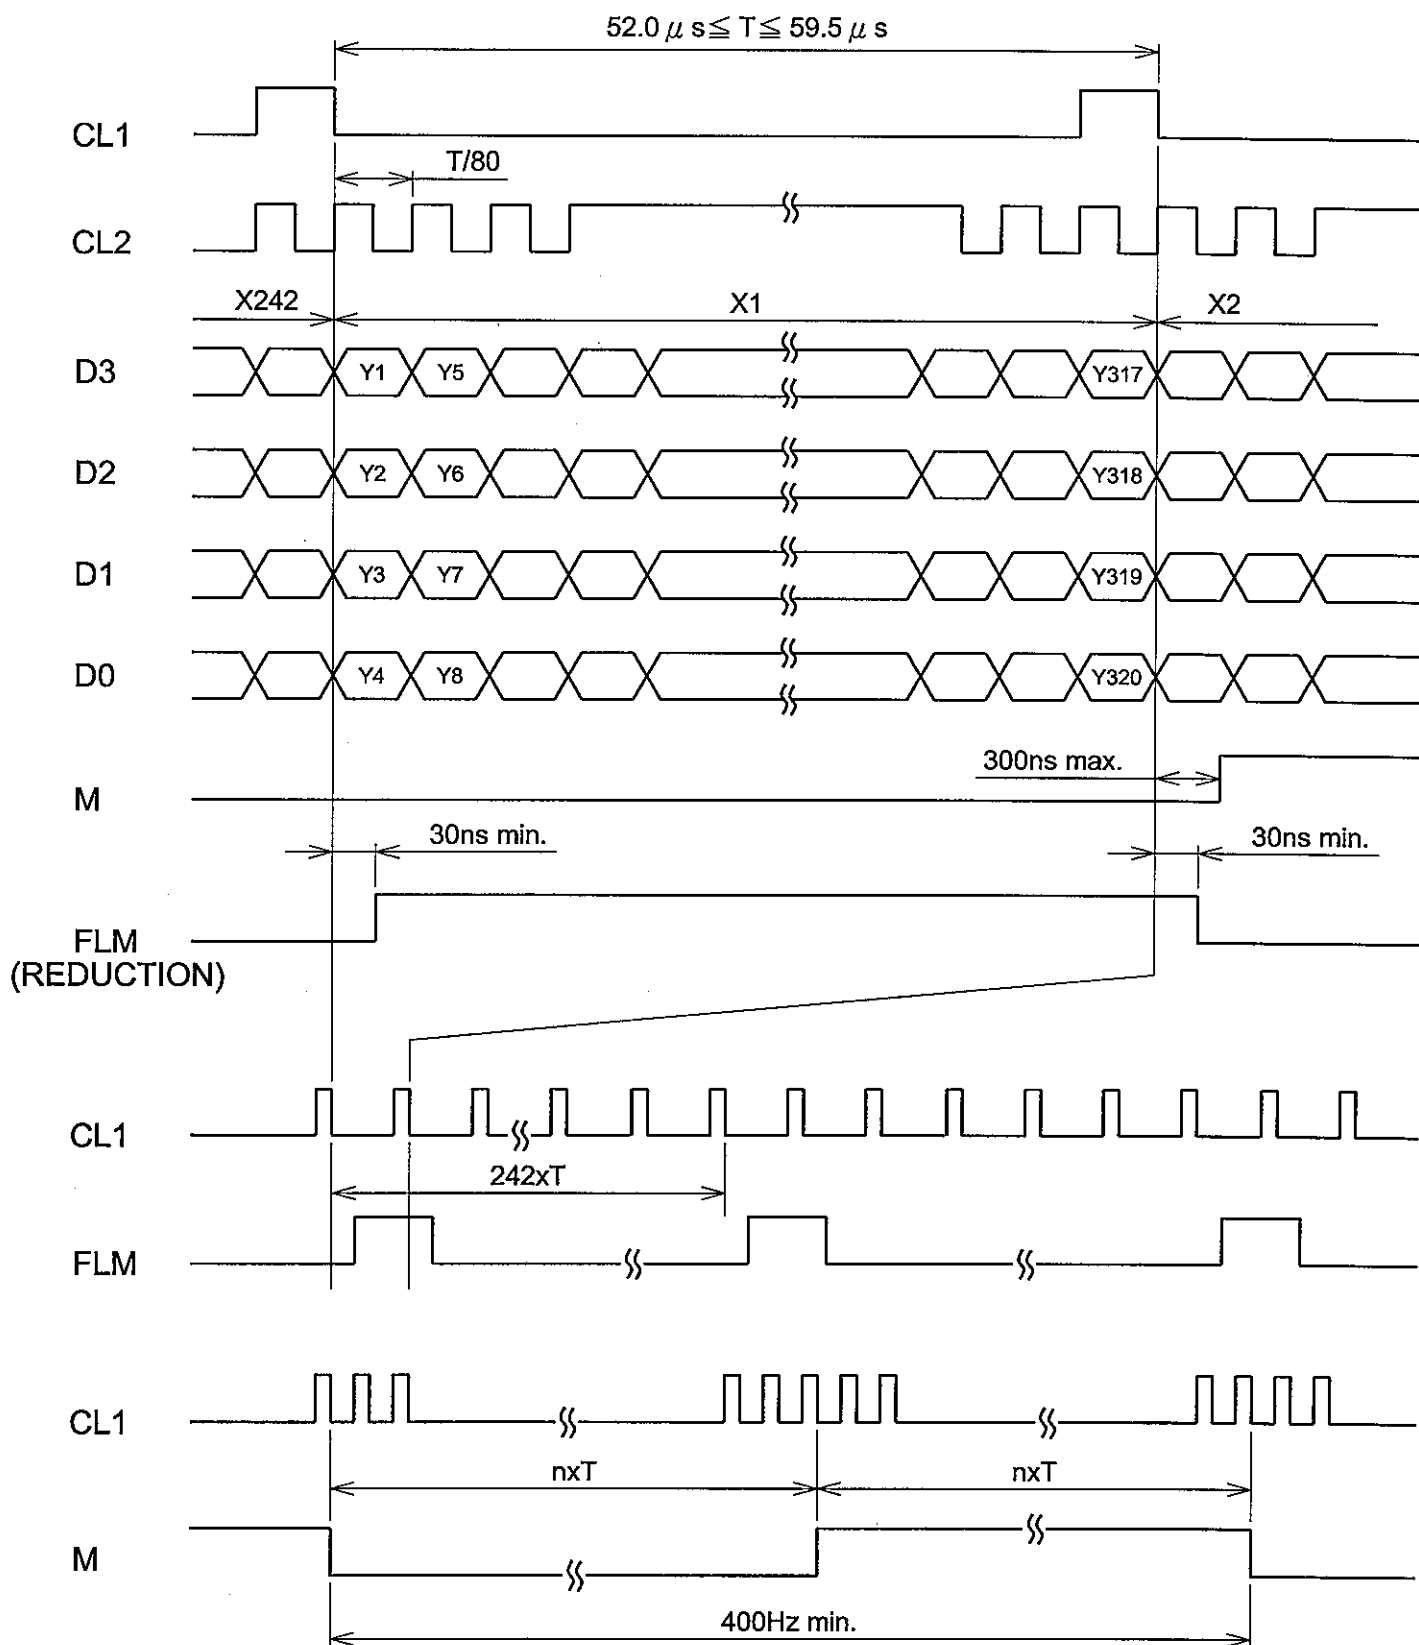 52.0 μ s≦ T≦ 59.5 μ s
CL1
T/80
CL2
X242 X1 X2
D3 Y1 Y5 Y317
D2 Y2 Y6 Y318
D1 Y3 Y7 Y319
D0 Y4 Y8 Y320
300ns max.
M
30ns min. 30ns min.
FLM
(REDUCTION)
CL1
242xT
FLM
CL1
nxT nxT
M
400Hz min.